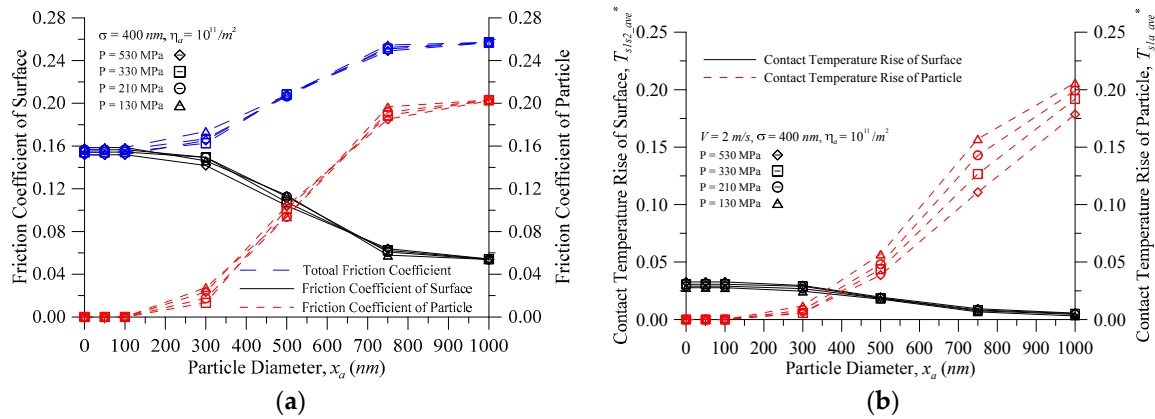 Friction Coefficient of Surface
0.28
0.24
0.20
0.16
0.12
0.08
0.04
0.00
σ = 400 nm, ηa = 10¹¹/m²
P = 530 MPa
P = 330 MPa
P = 210 MPa
P = 130 MPa
Totoal Friction Coefficient
Friction Coefficient of Surface
Friction Coefficient of Particle
0.28
0.24
0.20
0.16
0.12
0.08
0.04
0.00
Friction Coefficient of Particle
0 100 200 300 400 500 600 700 800 900 1000
Particle Diameter, xa (nm)
(a)
Contact Temperature Rise of Surface, Ts1s2_ave*
0.25
0.20
0.15
0.10
0.05
0.00
Contact Temperature Rise of Surface
Contact Temperature Rise of Particle
V = 2 m/s, σ = 400 nm, ηa = 10¹¹/m²
P = 530 MPa
P = 330 MPa
P = 210 MPa
P = 130 MPa
0.25
0.20
0.15
0.10
0.05
0.00
Contact Temperature Rise of Particle, Ts1a_ave*
0 100 200 300 400 500 600 700 800 900 1000
Particle Diameter, xa (nm)
(b)